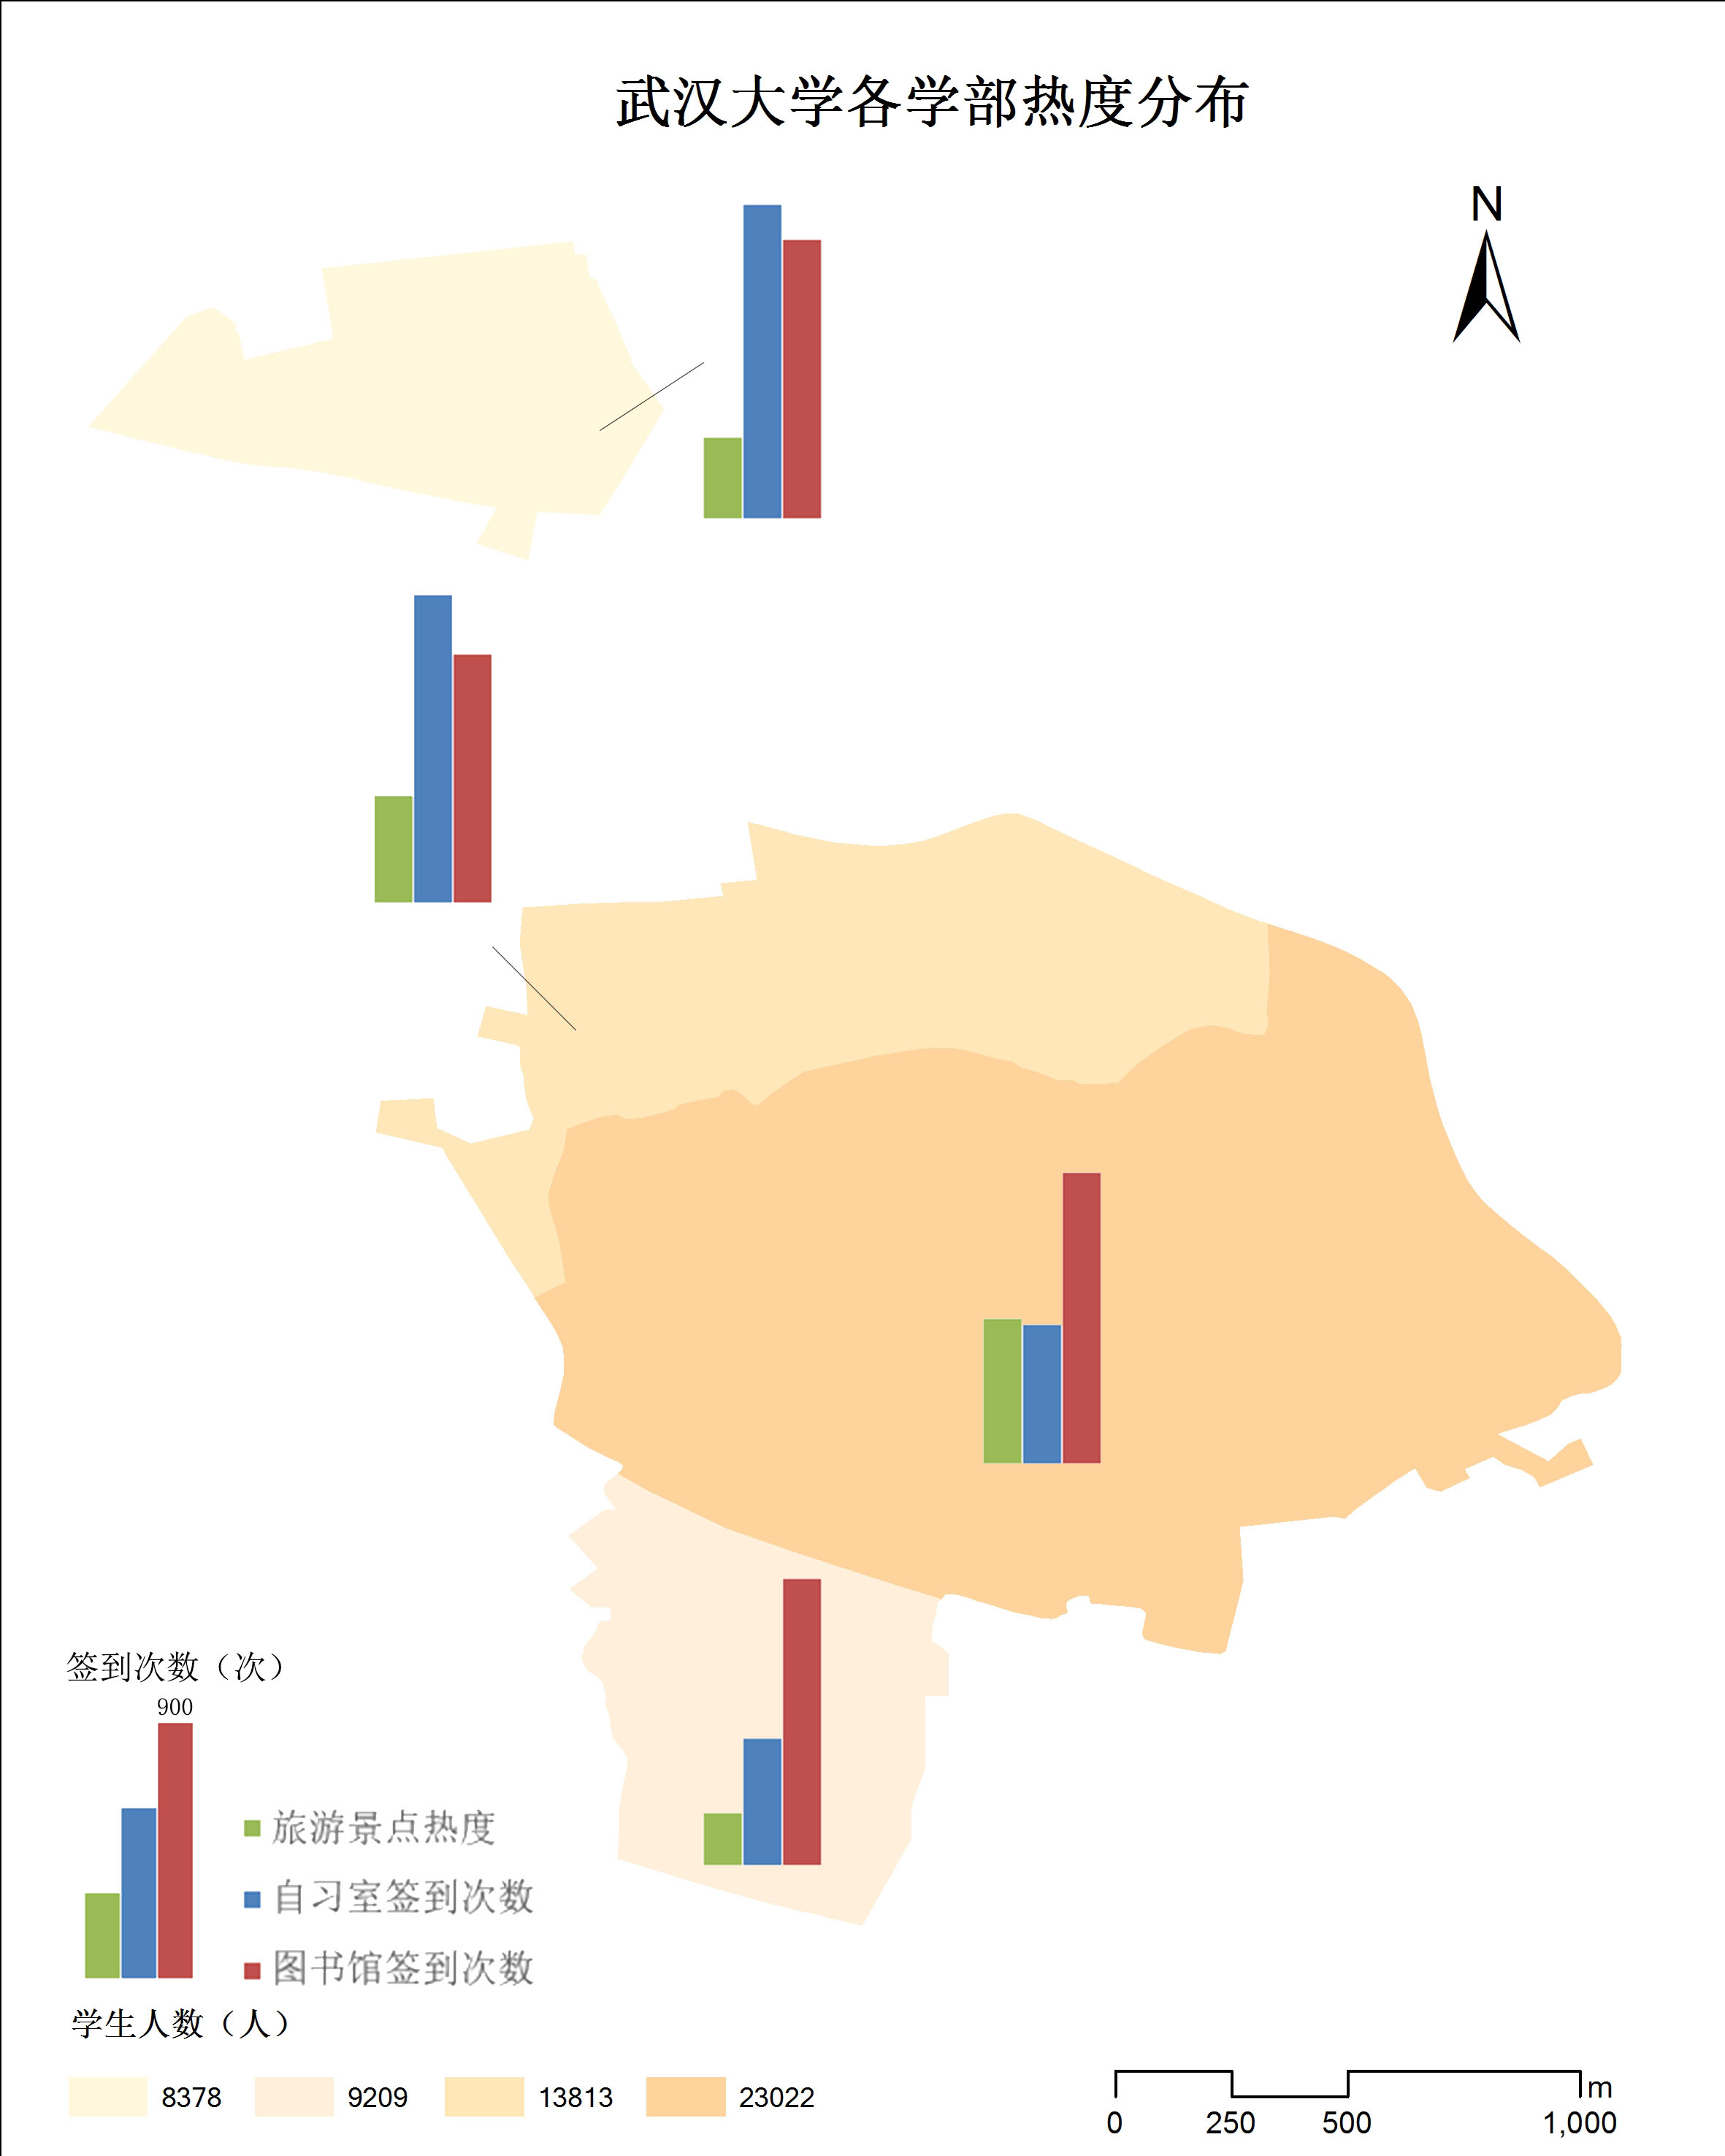 武汉大学各学部热度分布
N
签到次数（次）
900
旅游景点热度
自习室签到次数
图书馆签到次数
学生人数（人）
8378 9209 13813 23022
m
0 250 500 1,000